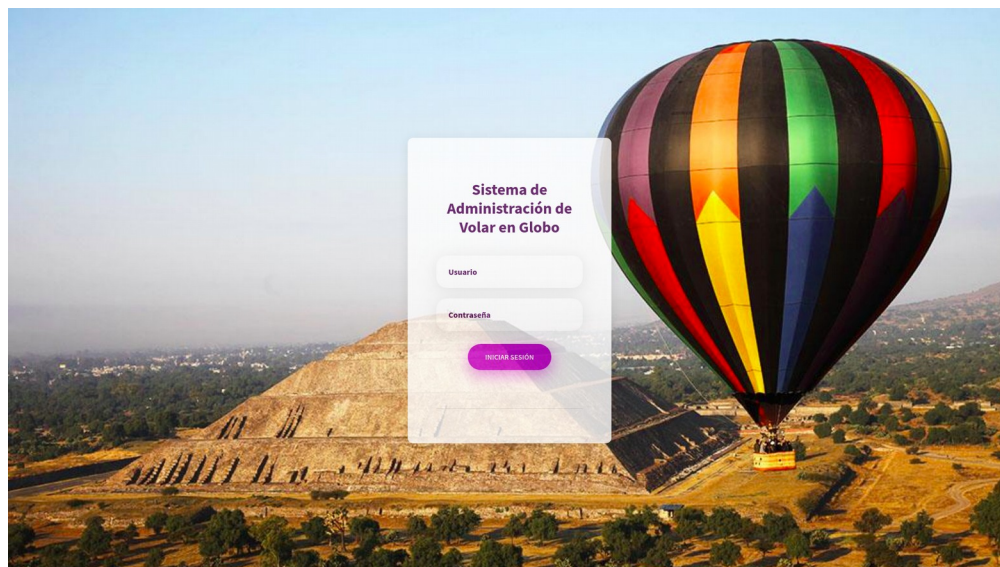 Sistema de
Administración de
Volar en Globo
Usuario
Contraseña
INICIAR SESIÓN